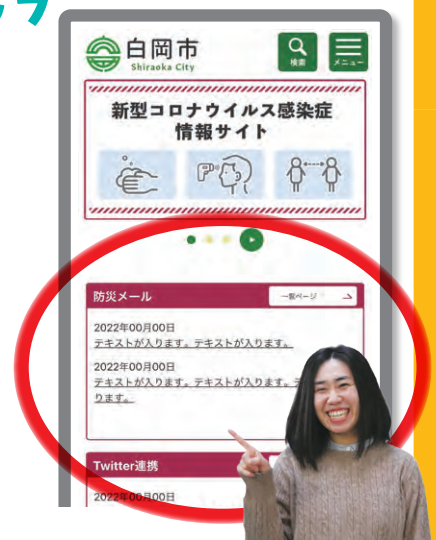 白岡市
Shiraoka City
検索
メニュー
新型コロナウイルス感染症
情報サイト
防災メール
一覧ページ
2022年00月00日
テキストが入ります。テキストが入ります。
2022年00月00日
テキストが入ります。テキストが入ります。
ります。
Twitter連携
2022年00月00日